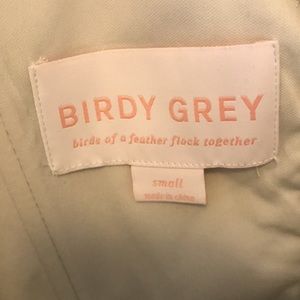 BIRDY GREY
birds of a feather flock together
small
made in china